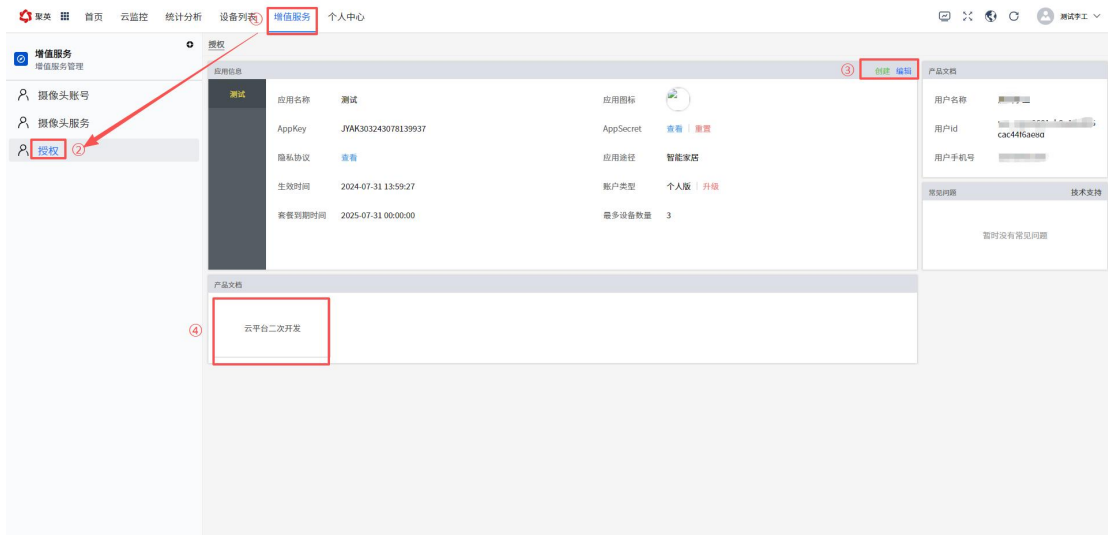 聚英 首页 云监控 统计分析 设备列表 ① 增值服务 个人中心 测试李工
增值服务
增值服务管理
摄像头账号
摄像头服务
授权 ②
授权
应用信息 ③ 创建 编辑
测试
应用名称 测试 应用图标
AppKey JYAK303243078139937 AppSecret 查看 重置
隐私协议 查看 应用途径 智能家居
生效时间 2024-07-31 13:59:27 账户类型 个人版 升级
套餐到期时间 2025-07-31 00:00:00 最多设备数量 3
产品文档
④ 云平台二次开发
产品文档
用户名称
用户id
cac44f6ae8d
用户手机号
常见问题 技术支持
暂时没有常见问题